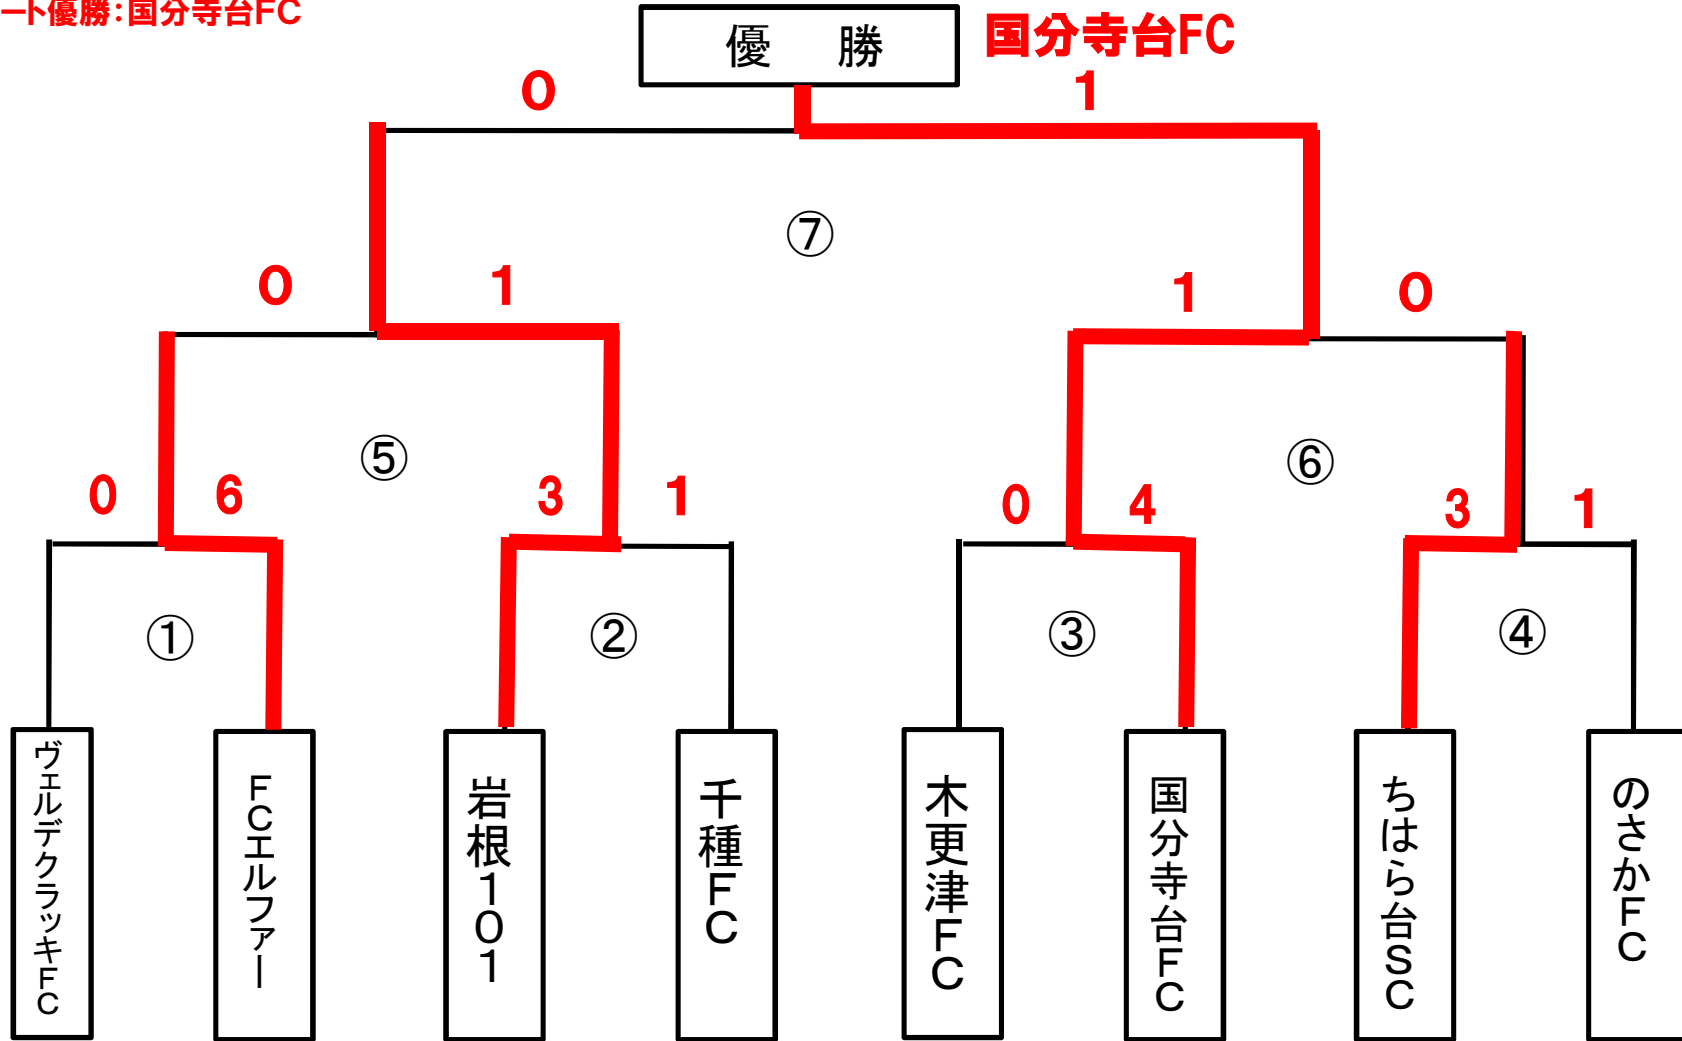 ート優勝：国分寺台FC
優　勝
国分寺台FC
0
1
⑦
0
1
1
0
⑤
⑥
0
6
3
1
0
4
3
1
①
②
③
④
ヴェルデクラッキFC
FCエルファー
岩根101
千種FC
木更津FC
国分寺台FC
ちはら台SC
のさかFC